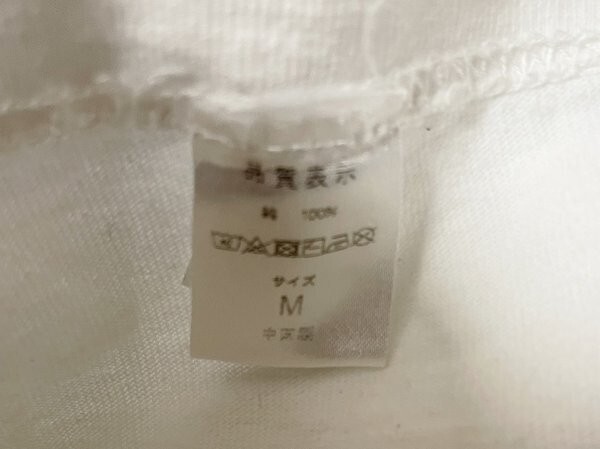 品質表示
綿 100%
サイズ
M
中国製